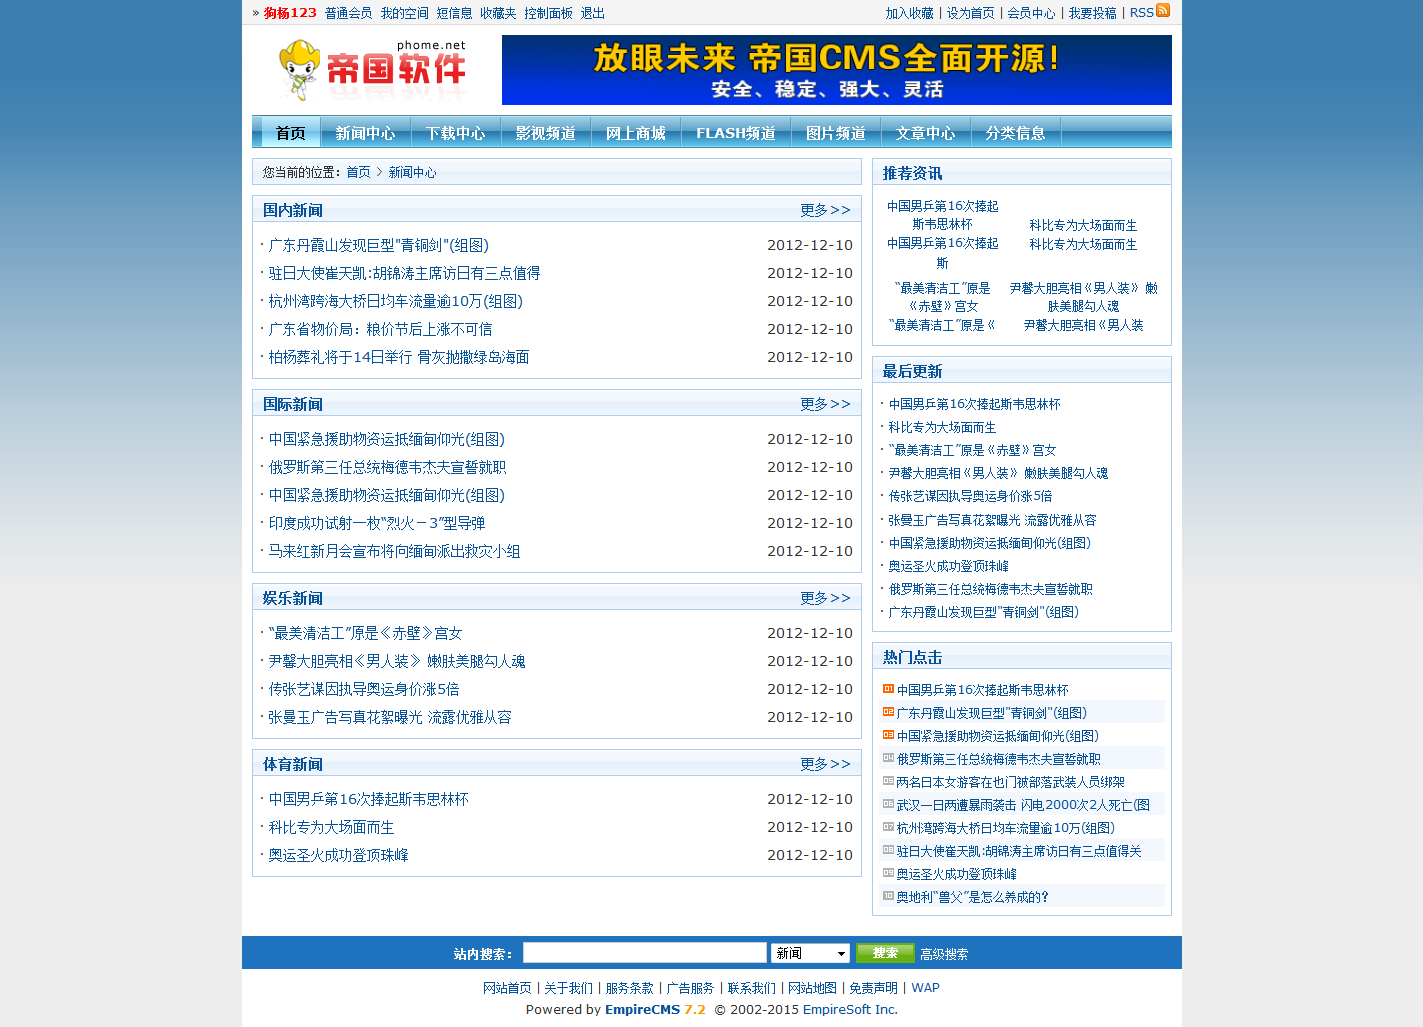 » 狗杨123 普通会员 我的空间 短信息 收藏夹 控制面板 退出
加入收藏 | 设为首页 | 会员中心 | 我要投稿 | RSS
phome.net
帝国软件
放眼未来 帝国CMS全面开源!
安全、稳定、强大、灵活
首页 新闻中心 下载中心 影视频道 网上商城 FLASH频道 图片频道 文章中心 分类信息
您当前的位置：首页 > 新闻中心
国内新闻 更多>>
· 广东丹霞山发现巨型"青铜剑"(组图) 2012-12-10
· 驻日大使崔天凯:胡锦涛主席访日有三点值得 2012-12-10
· 杭州湾跨海大桥日均车流量逾10万(组图) 2012-12-10
· 广东省物价局：粮价节后上涨不可信 2012-12-10
· 柏杨葬礼将于14日举行 骨灰抛撒绿岛海面 2012-12-10
国际新闻 更多>>
· 中国紧急援助物资运抵缅甸仰光(组图) 2012-12-10
· 俄罗斯第三任总统梅德韦杰夫宣誓就职 2012-12-10
· 中国紧急援助物资运抵缅甸仰光(组图) 2012-12-10
· 印度成功试射一枚“烈火－3”型导弹 2012-12-10
· 马来红新月会宣布将向缅甸派出救灾小组 2012-12-10
娱乐新闻 更多>>
· “最美清洁工”原是《赤壁》宫女 2012-12-10
· 尹馨大胆亮相《男人装》 嫩肤美腿勾人魂 2012-12-10
· 传张艺谋因执导奥运身价涨5倍 2012-12-10
· 张曼玉广告写真花絮曝光 流露优雅从容 2012-12-10
体育新闻 更多>>
· 中国男乒第16次捧起斯韦思林杯 2012-12-10
· 科比专为大场面而生 2012-12-10
· 奥运圣火成功登顶珠峰 2012-12-10
推荐资讯
中国男乒第16次捧起
斯韦思林杯 科比专为大场面而生
中国男乒第16次捧起 科比专为大场面而生
斯
“最美清洁工”原是 尹馨大胆亮相《男人装》 嫩
《赤壁》宫女 肤美腿勾人魂
“最美清洁工”原是《 尹馨大胆亮相《男人装
最后更新
· 中国男乒第16次捧起斯韦思林杯
· 科比专为大场面而生
· “最美清洁工”原是《赤壁》宫女
· 尹馨大胆亮相《男人装》 嫩肤美腿勾人魂
· 传张艺谋因执导奥运身价涨5倍
· 张曼玉广告写真花絮曝光 流露优雅从容
· 中国紧急援助物资运抵缅甸仰光(组图)
· 奥运圣火成功登顶珠峰
· 俄罗斯第三任总统梅德韦杰夫宣誓就职
· 广东丹霞山发现巨型"青铜剑"(组图)
热门点击
01 中国男乒第16次捧起斯韦思林杯
02 广东丹霞山发现巨型"青铜剑"(组图)
03 中国紧急援助物资运抵缅甸仰光(组图)
04 俄罗斯第三任总统梅德韦杰夫宣誓就职
05 两名日本女游客在也门被部落武装人员绑架
06 武汉一日两遭暴雨袭击 闪电2000次2人死亡(图
07 杭州湾跨海大桥日均车流量逾10万(组图)
08 驻日大使崔天凯:胡锦涛主席访日有三点值得关
09 奥运圣火成功登顶珠峰
10 奥地利“兽父”是怎么养成的?
站内搜索： 新闻 搜索 高级搜索
网站首页 | 关于我们 | 服务条款 | 广告服务 | 联系我们 | 网站地图 | 免责声明 | WAP
Powered by EmpireCMS 7.2 © 2002-2015 EmpireSoft Inc.